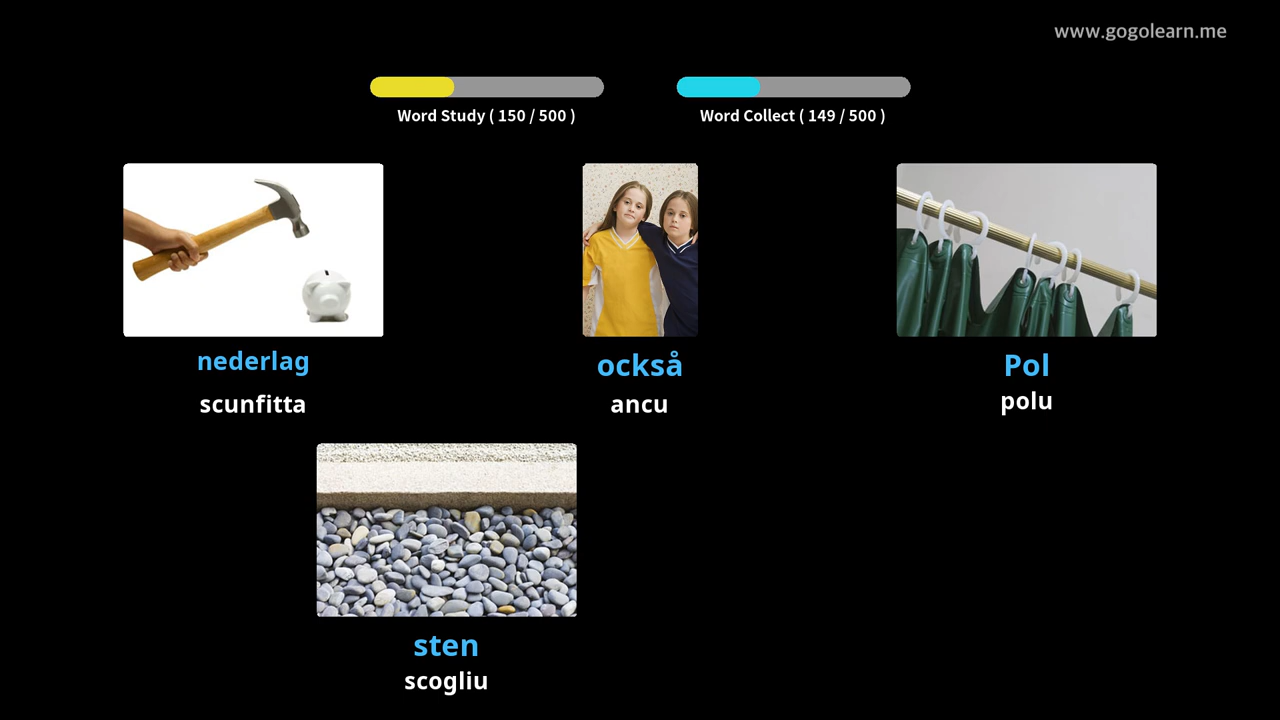 www.gogolearn.me
Word Study ( 150 / 500 )
Word Collect ( 149 / 500 )
nederlag
scunfitta
också
ancu
Pol
polu
sten
scogliu